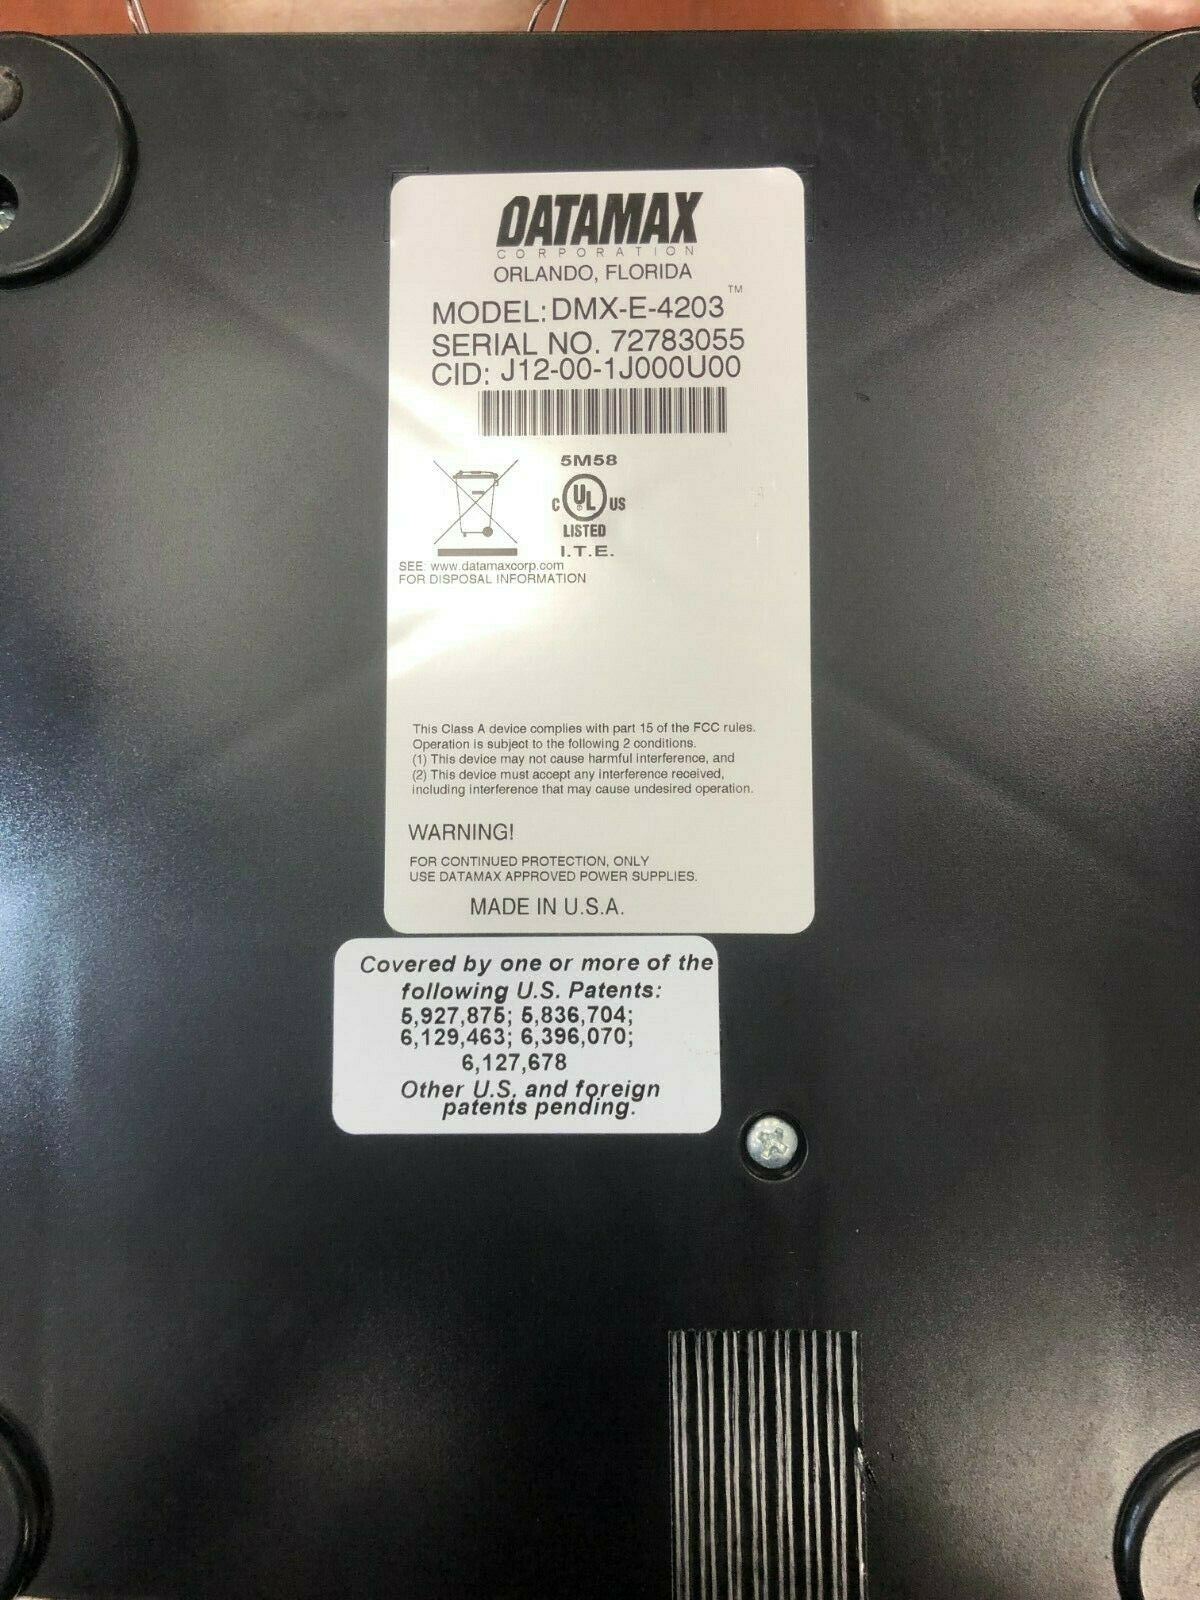 DATAMAX
CORPORATION
ORLANDO, FLORIDA
MODEL: DMX-E-4203™
SERIAL NO. 72783055
CID: J12-00-1J000U00
5M58
C UL US
®
LISTED
I.T.E.
SEE: www.datamaxcorp.com
FOR DISPOSAL INFORMATION
This Class A device complies with part 15 of the FCC rules.
Operation is subject to the following 2 conditions.
(1) This device may not cause harmful interference, and
(2) This device must accept any interference received,
including interference that may cause undesired operation.
WARNING!
FOR CONTINUED PROTECTION, ONLY
USE DATAMAX APPROVED POWER SUPPLIES.
MADE IN U.S.A.
Covered by one or more of the
following U.S. Patents:
5,927,875; 5,836,704;
6,129,463; 6,396,070;
6,127,678
Other U.S. and foreign
patents pending.